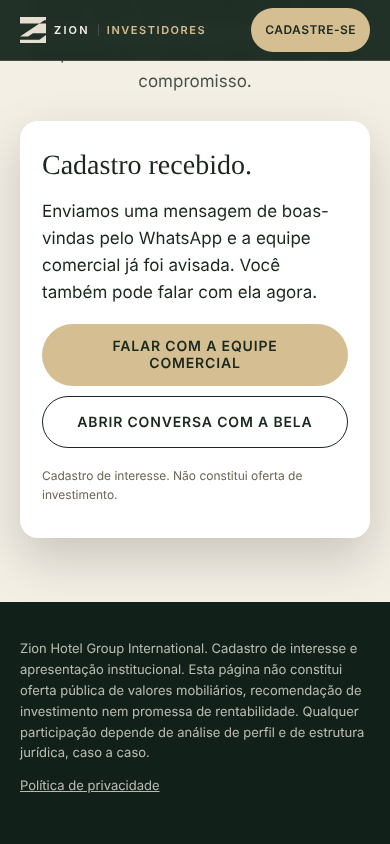 ZION | INVESTIDORES
CADASTRE-SE
compromisso.
Cadastro recebido.
Enviamos uma mensagem de boas-
vindas pelo WhatsApp e a equipe
comercial já foi avisada. Você
também pode falar com ela agora.
FALAR COM A EQUIPE
COMERCIAL
ABRIR CONVERSA COM A BELA
Cadastro de interesse. Não constitui oferta de
investimento.
Zion Hotel Group International. Cadastro de interesse e
apresentação institucional. Esta página não constitui
oferta pública de valores mobiliários, recomendação de
investimento nem promessa de rentabilidade. Qualquer
participação depende de análise de perfil e de estrutura
jurídica, caso a caso.
Política de privacidade